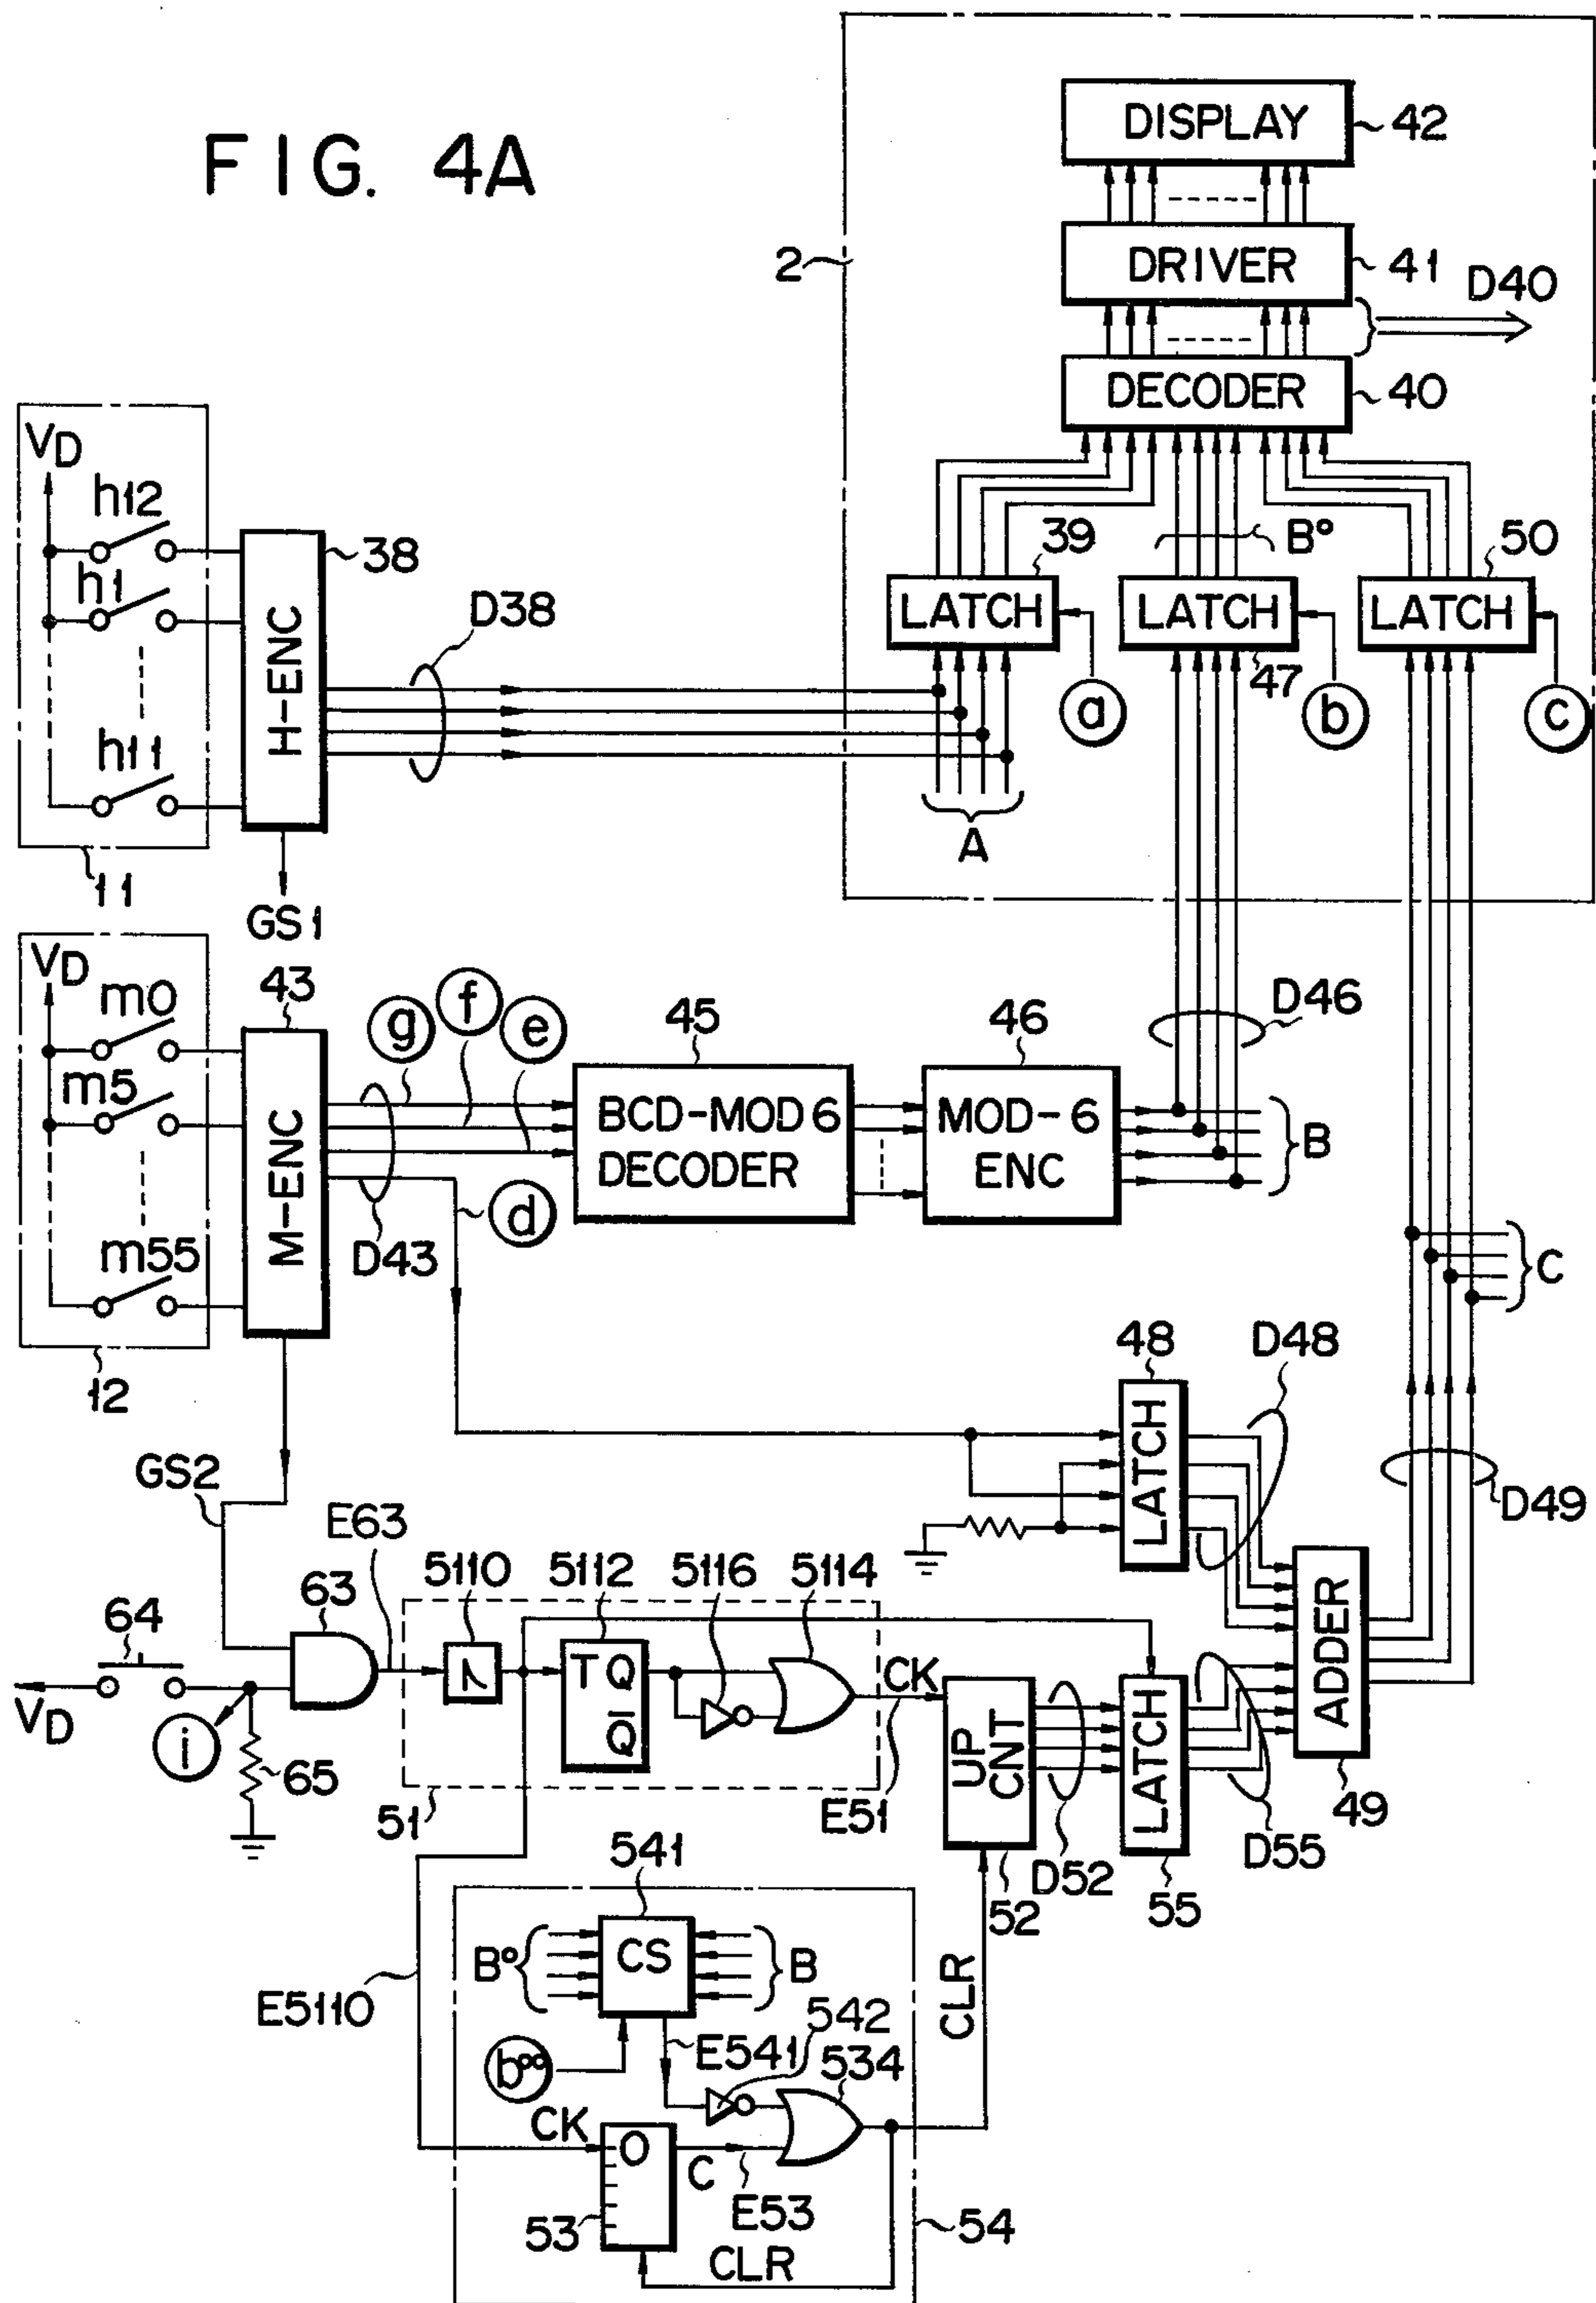 FIG. 4A
DISPLAY
42
DRIVER
41
2
D40
DECODER
40
VD
h12
h1
h11
11
H-ENC
38
GS1
D38
39
LATCH
a
B°
LATCH
47
b
50
LATCH
c
A
VD
m0
m5
m55
12
43
M-ENC
g
f
e
d
D43
45
BCD-MOD 6
DECODER
46
MOD-6
ENC
D46
B
C
48
LATCH
D48
D49
GS2
E63
63
64
VD
i
65
5110
5112
T Q
Q̄
5116
5114
51
CK
E51
UP
CNT
52
D52
LATCH
55
D55
ADDER
49
E5110
541
B°
CS
B
b°°
E541
542
534
CK
O
C
E53
53
CLR
54
CLR